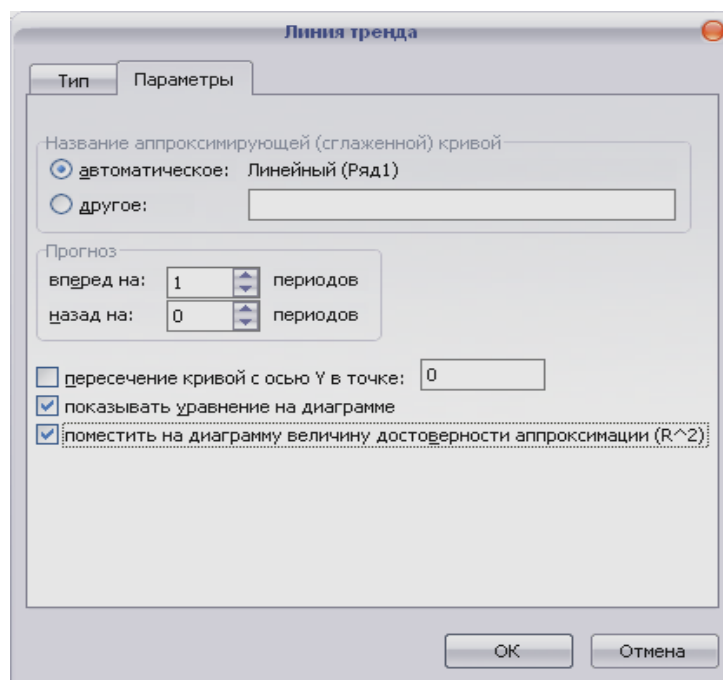 Линия тренда
Тип Параметры
Название аппроксимирующей (сглаженной) кривой
автоматическое: Линейный (Ряд1)
другое:
Прогноз
вперед на: 1 периодов
назад на: 0 периодов
пересечение кривой с осью Y в точке: 0
показывать уравнение на диаграмме
поместить на диаграмму величину достоверности аппроксимации (R^2)
ОК Отмена